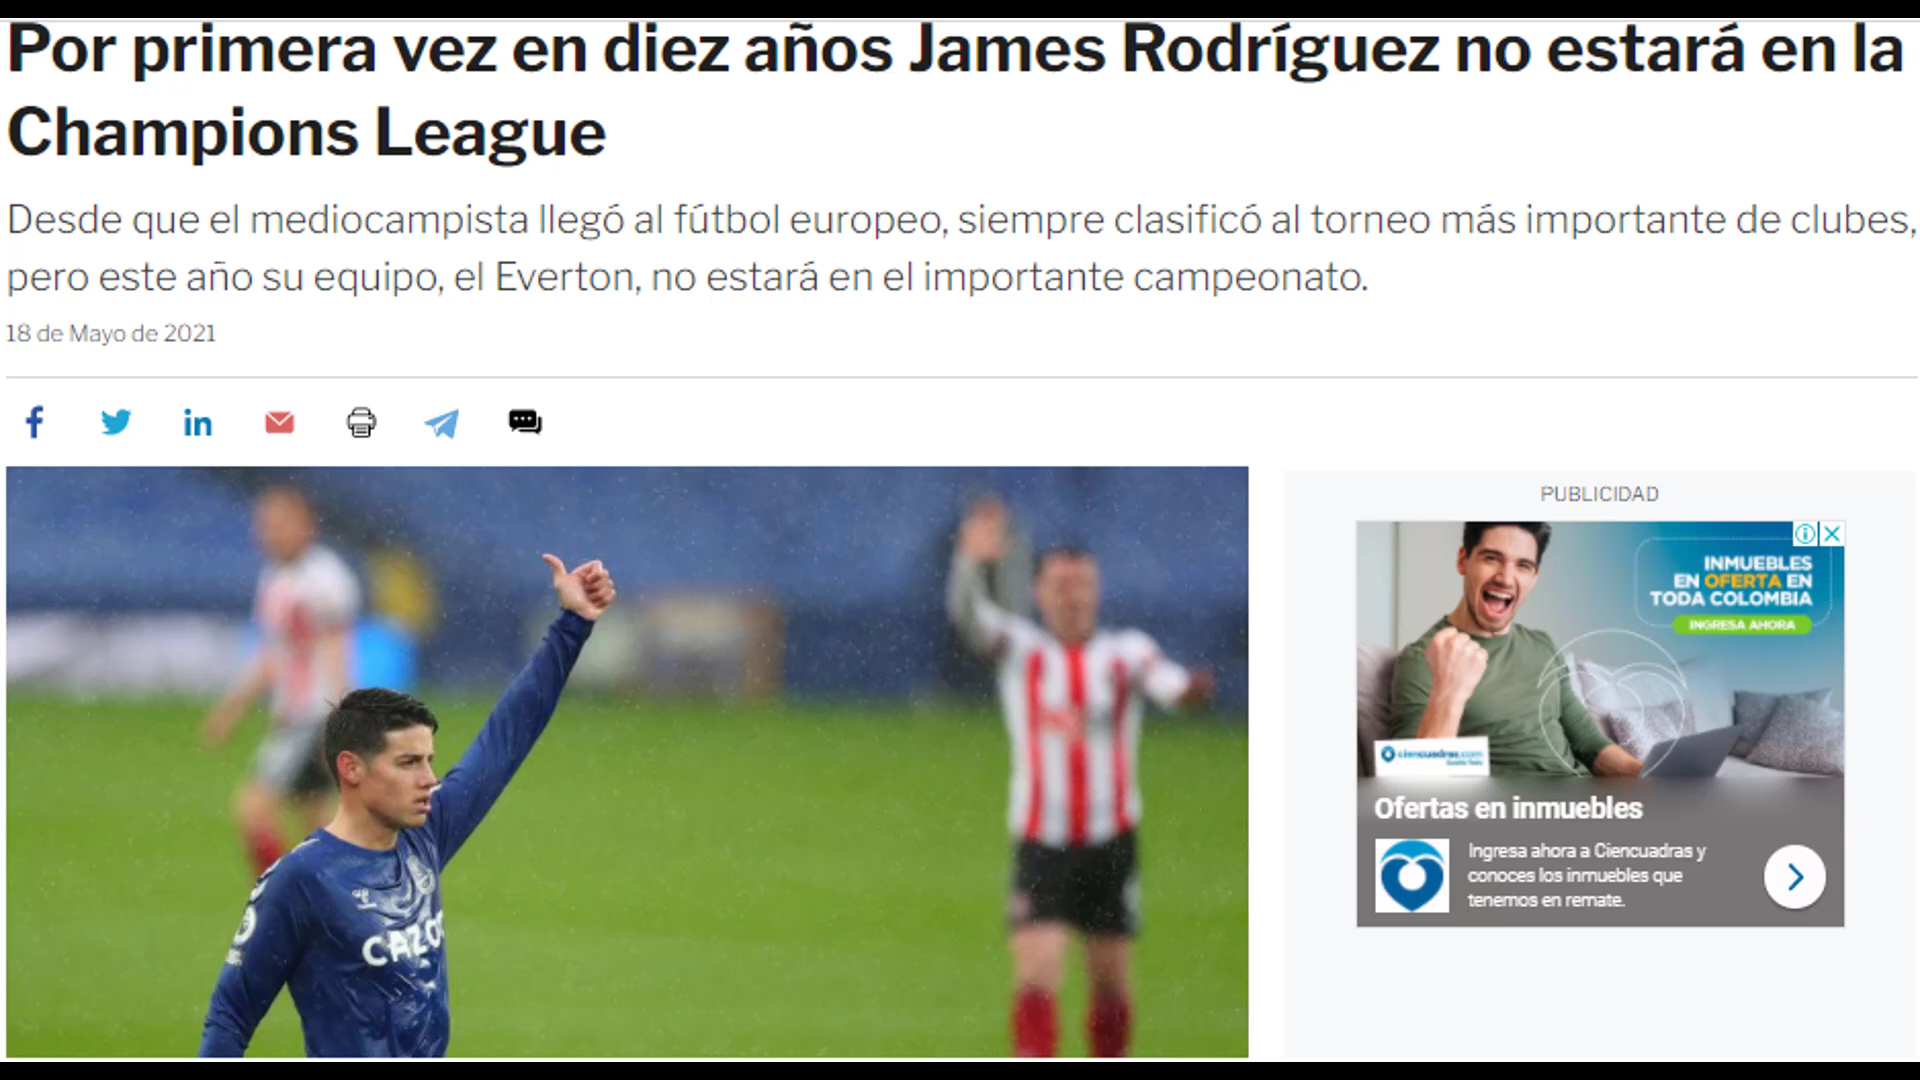 Por primera vez en diez años James Rodríguez no estará en la
Champions League
Desde que el mediocampista llegó al fútbol europeo, siempre clasificó al torneo más importante de clubes,
pero este año su equipo, el Everton, no estará en el importante campeonato.
18 de Mayo de 2021
CAZOO
PUBLICIDAD
INMUEBLES
EN OFERTA EN
TODA COLOMBIA
INGRESA AHORA
ciencuadras.com
Ofertas en inmuebles
Ingresa ahora a Ciencuadras y
conoces los inmuebles que
tenemos en remate.